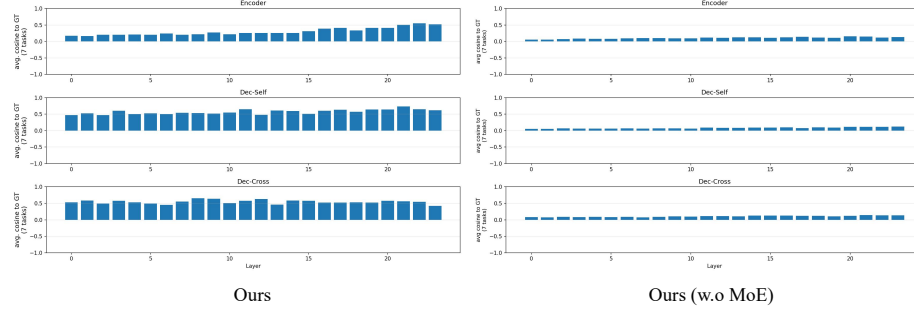 Encoder
avg. cosine to GT
(7 tasks)
1.0
0.5
0.0
−0.5
−1.0
0
5
10
15
20
Dec-Self
avg. cosine to GT
(7 tasks)
1.0
0.5
0.0
−0.5
−1.0
0
5
10
15
20
Dec-Cross
avg. cosine to GT
(7 tasks)
1.0
0.5
0.0
−0.5
−1.0
0
5
10
15
20
Layer
Ours
Encoder
avg cosine to GT
(7 tasks)
1.0
0.5
0.0
−0.5
−1.0
0
5
10
15
20
Dec-Self
avg cosine to GT
(7 tasks)
1.0
0.5
0.0
−0.5
−1.0
0
5
10
15
20
Dec-Cross
avg cosine to GT
(7 tasks)
1.0
0.5
0.0
−0.5
−1.0
0
5
10
15
20
Layer
Ours (w.o MoE)